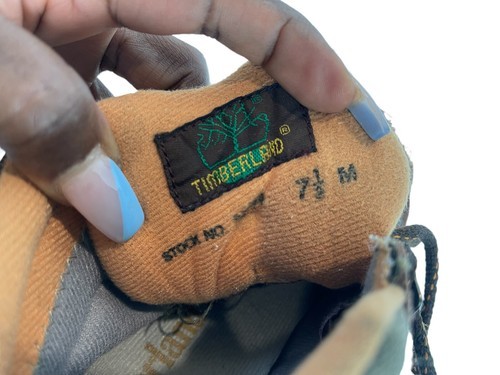 TIMBERLAND ®
7½ M
STOCK NO.